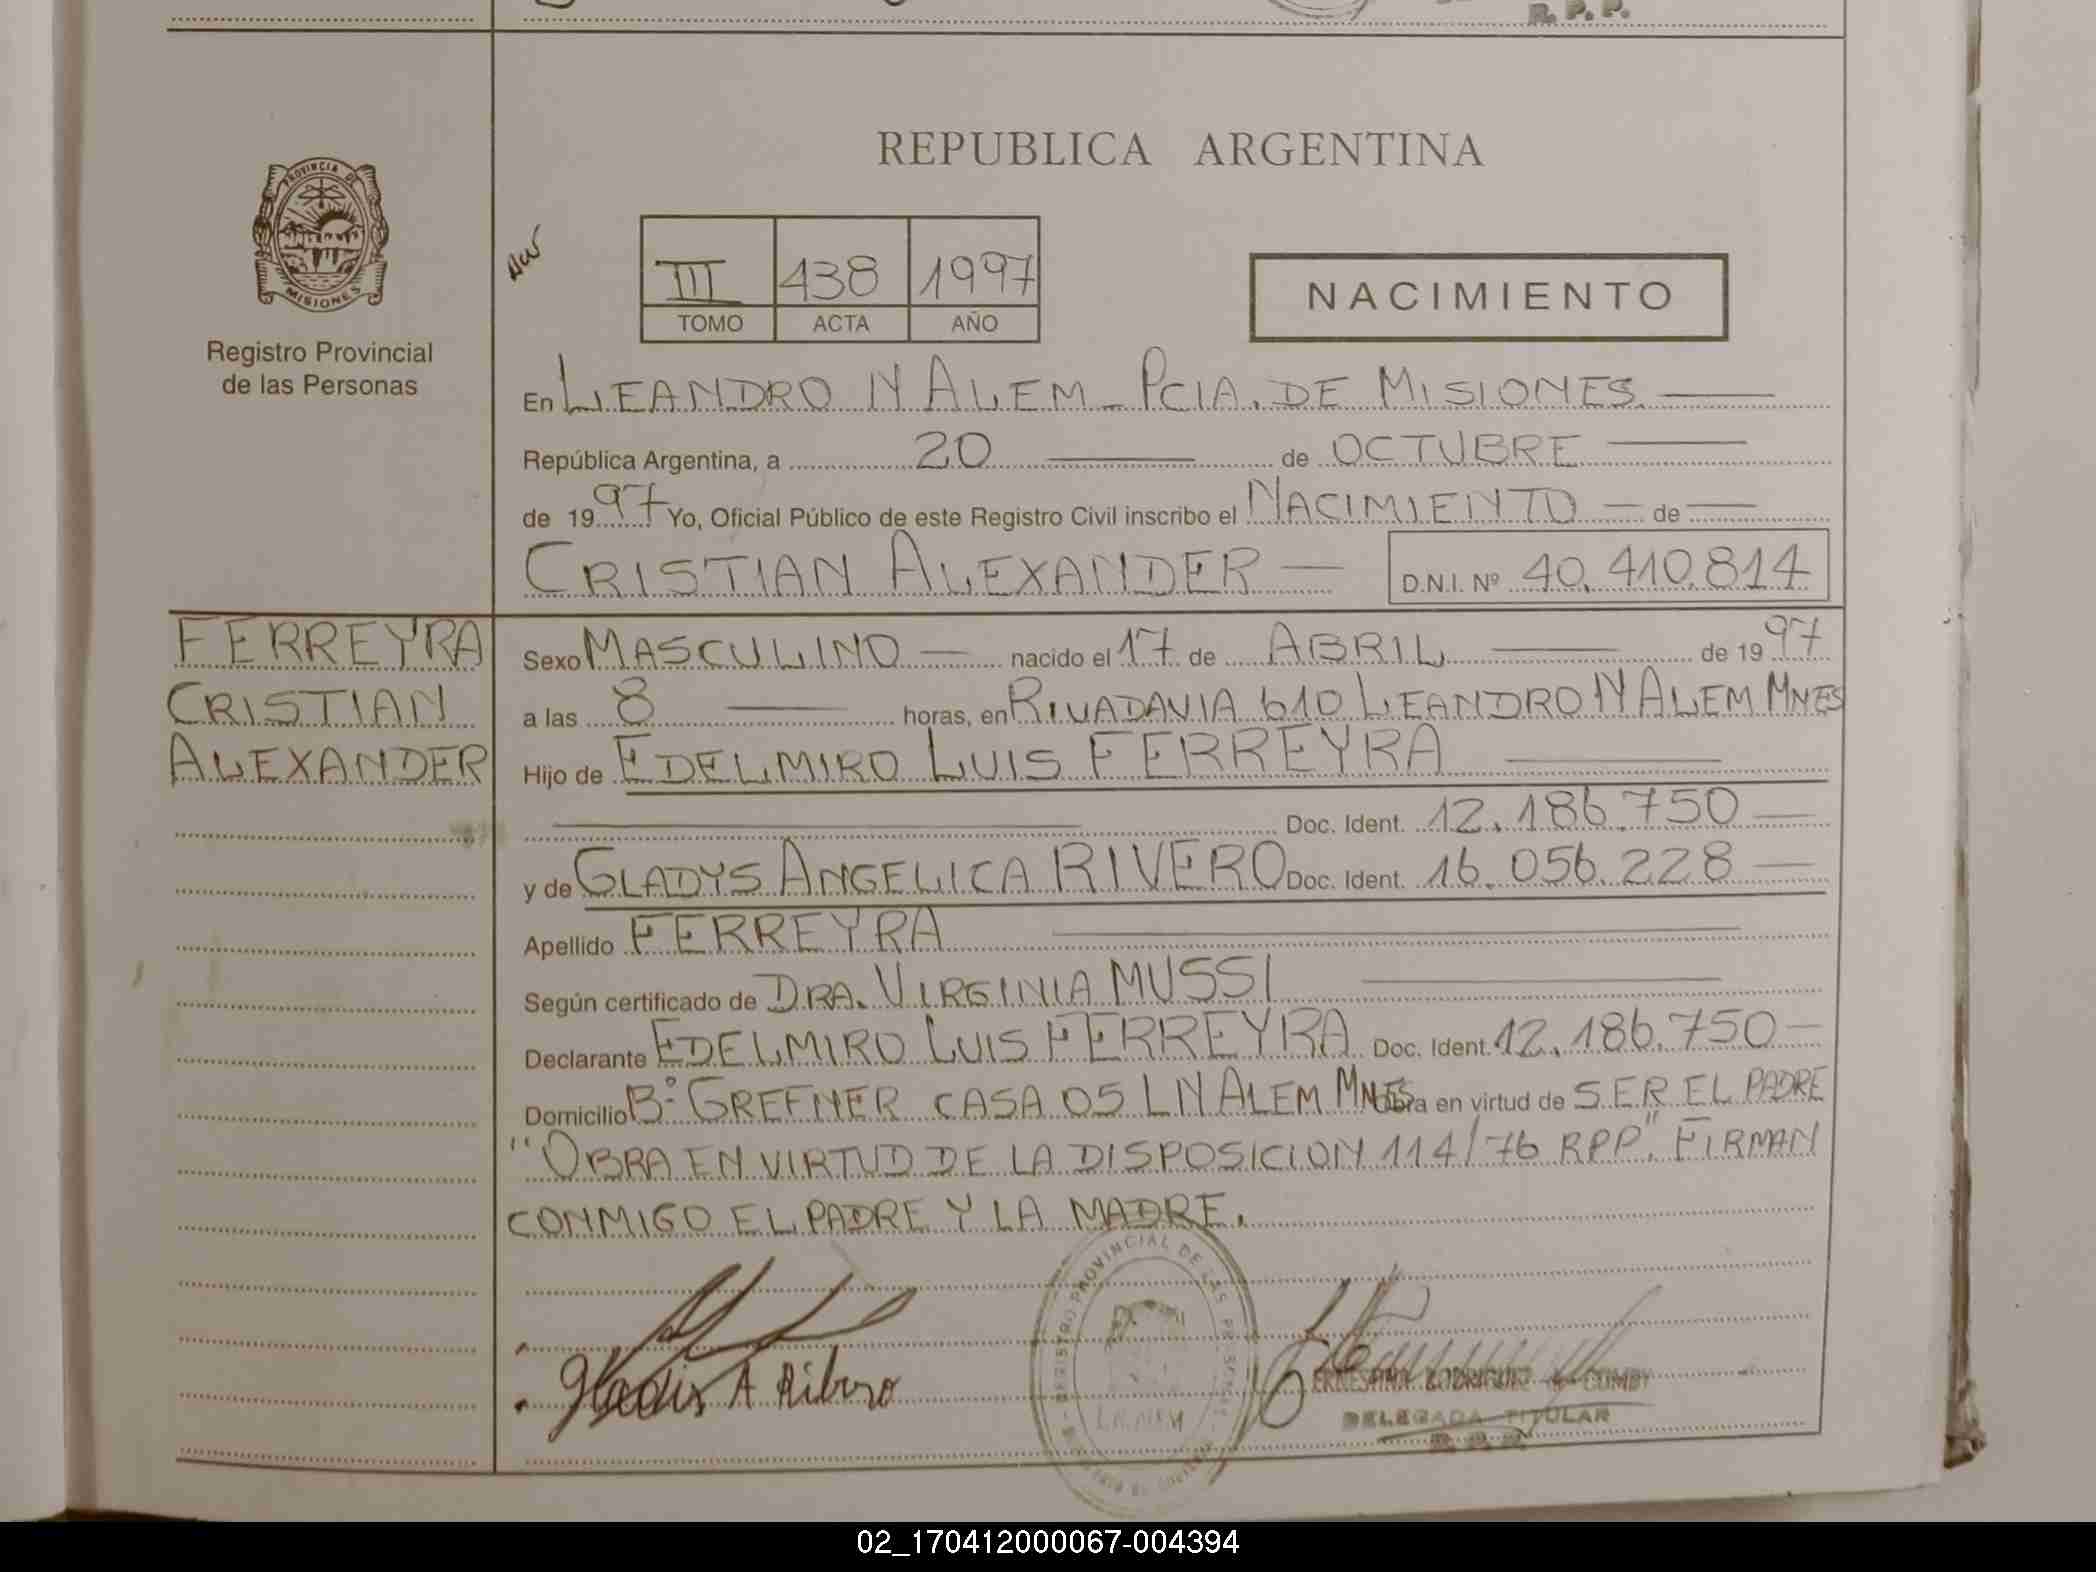 R. P. P.
REPUBLICA ARGENTINA
PROVINCIA DE
MISIONES
Registro Provincial
de las Personas
III 438 1997
TOMO ACTA AÑO
NACIMIENTO
En LEANDRO N ALEM - PCIA. DE MISIONES
República Argentina, a 20 de OCTUBRE
de 1997 Yo, Oficial Público de este Registro Civil inscribo el NACIMIENTO de
CRISTIAN ALEXANDER D.N.I. Nº 40.410.814
FERREYRA
CRISTIAN
ALEXANDER
Sexo MASCULINO nacido el 17 de ABRIL de 1997
a las 8 horas, en RIVADAVIA 610 LEANDRO N ALEM MNES
Hijo de EDELMIRO LUIS FERREYRA
Doc. Ident. 12.186.750
y de GLADYS ANGELICA RIVERO Doc. Ident. 16.056.228
Apellido FERREYRA
Según certificado de DRA. VIRGINIA MUSSI
Declarante EDELMIRO LUIS FERREYRA Doc. Ident. 12.186.750
Domicilio Bº GREFNER CASA 05 LN ALEM MNES obra en virtud de SER EL PADRE
"OBRA EN VIRTUD DE LA DISPOSICION 114/76 RPP". FIRMAN
CONMIGO EL PADRE Y LA MADRE.
REGISTRO PROVINCIAL DE LAS PERSONAS
L.N. ALEM
Gladis A Ribero
DELEGADA TITULAR
02_170412000067-004394